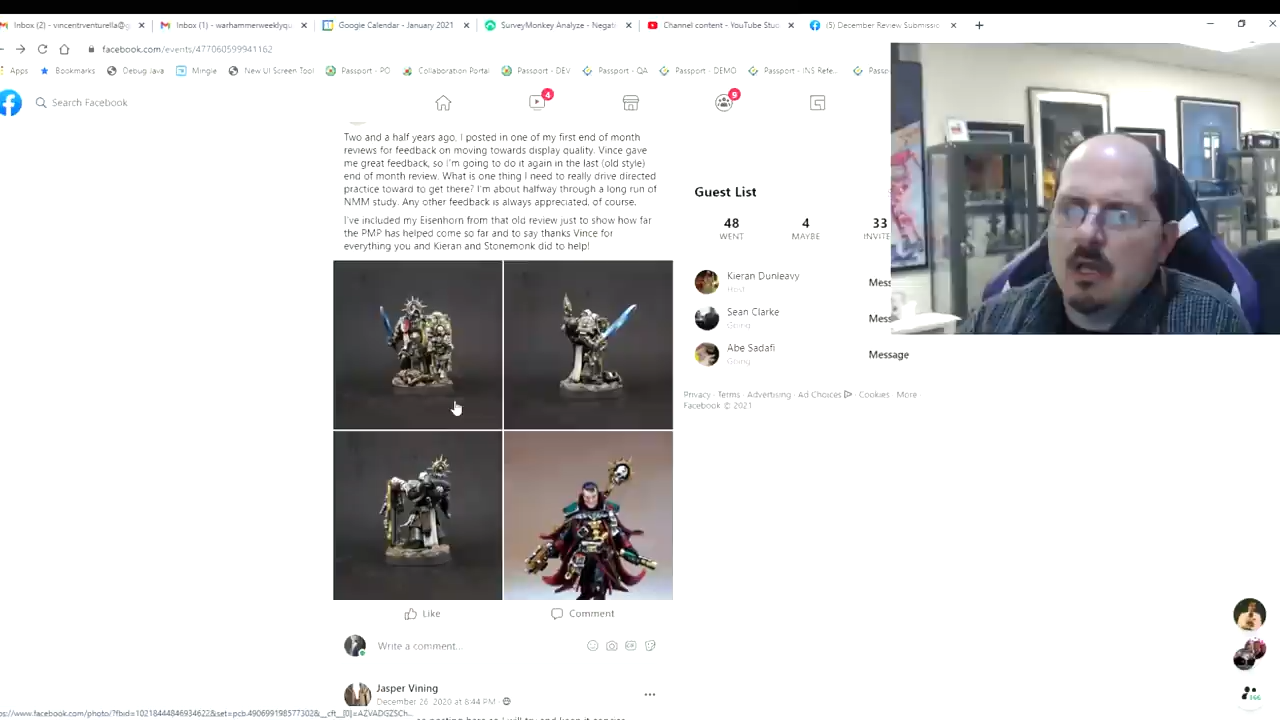 Inbox (2) - vincentrventurella@g
Inbox (1) - warhammerweeklyqu
Google Calendar - January 2021
SurveyMonkey Analyze - Negati
Channel content - YouTube Stu
(5) December Review Submissio
facebook.com/events/477060599941162
Apps
Bookmarks
Debug Java
Mingle
New UI Screen Tool
Passport - PO
Collaboration Portal
Passport - DEV
Passport - QA
Passport - DEMO
Passport - INS Refe...
Pass
Search Facebook
4
9
Two and a half years ago, I posted in one of my first end of month
reviews for feedback on moving towards display quality. Vince gave
me great feedback, so I'm going to do it again in the last (old style)
end of month review. What is one thing I need to really drive directed
practice toward to get there? I'm about halfway through a long run of
NMM study. Any other feedback is always appreciated, of course.
I've included my Eisenhorn from that old review just to show how far
the PMP has helped come so far and to say thanks Vince for
everything you and Kieran and Stonemonk did to help!
Guest List
48
WENT
4
MAYBE
33
INVITE
Kieran Dunleavy
Host
Mess
Sean Clarke
Going
Mess
Abe Sadafi
Going
Message
Privacy · Terms · Advertising · Ad Choices · Cookies · More ·
Facebook © 2021
Like
Comment
Write a comment...
Jasper Vining
December 26, 2020 at 8:44 PM ·